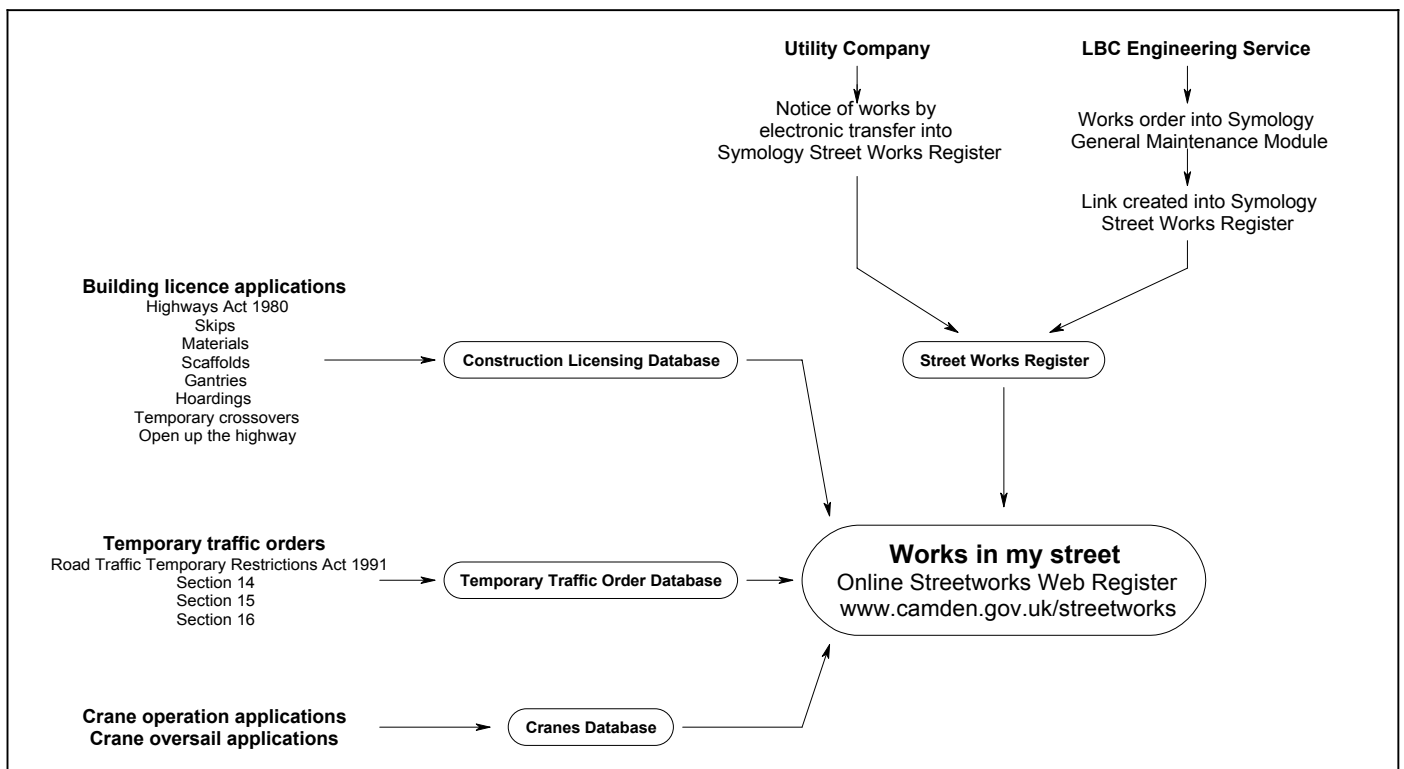 Utility Company
Notice of works by
electronic transfer into
Symology Street Works Register
LBC Engineering Service
Works order into Symology
General Maintenance Module
Link created into Symology
Street Works Register
Building licence applications
Highways Act 1980
Skips
Materials
Scaffolds
Gantries
Hoardings
Temporary crossovers
Open up the highway
Construction Licensing Database
Street Works Register
Temporary traffic orders
Road Traffic Temporary Restrictions Act 1991
Section 14
Section 15
Section 16
Temporary Traffic Order Database
Works in my street
Online Streetworks Web Register
www.camden.gov.uk/streetworks
Crane operation applications
Crane oversail applications
Cranes Database